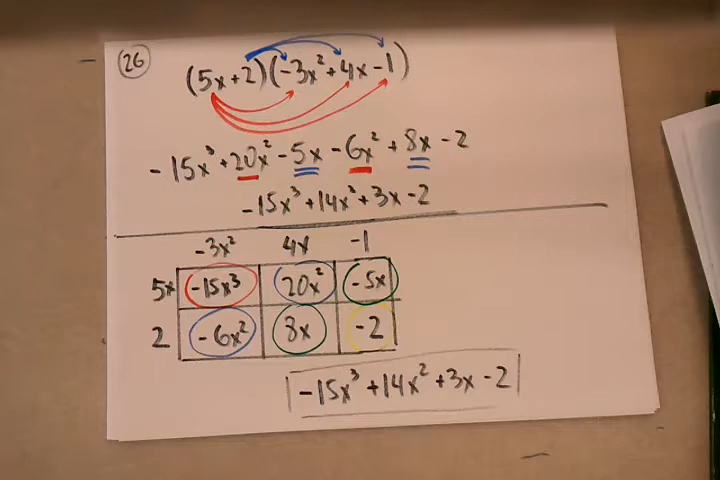 26
(5x+2)(-3x²+4x-1)
-15x³+20x²-5x-6x²+8x-2
-15x³+14x²+3x-2
-3x² 4x -1
5x -15x³ 20x² -5x
2 -6x² 8x -2
-15x³+14x²+3x-2